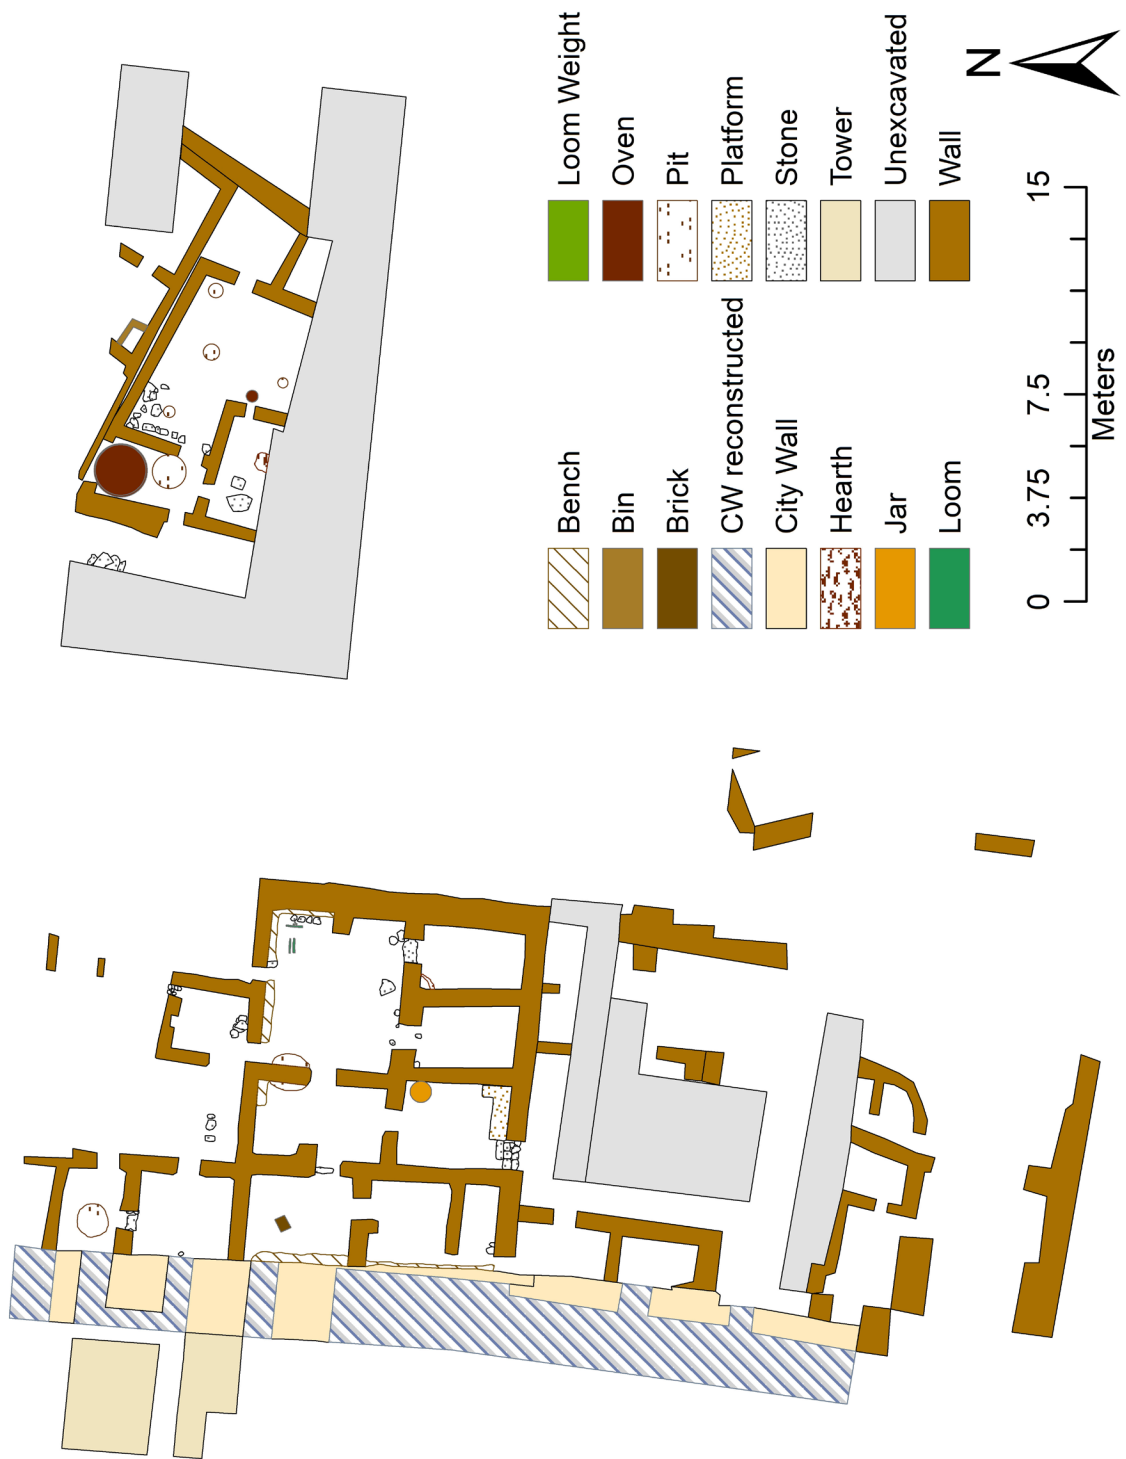 Bench
Bin
Brick
CW reconstructed
City Wall
Hearth
Jar
Loom
Loom Weight
Oven
Pit
Platform
Stone
Tower
Unexcavated
Wall
N
0 3.75 7.5 15
Meters